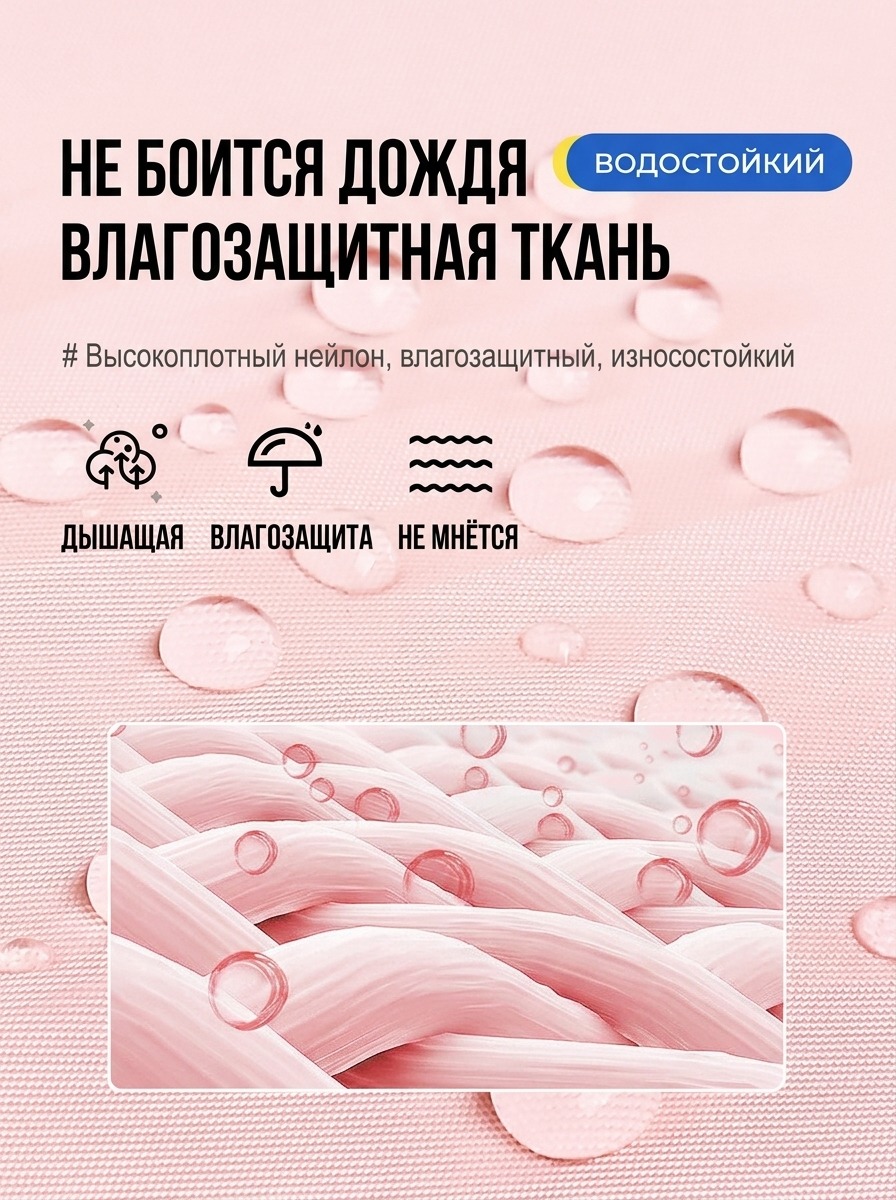 НЕ БОИТСЯ ДОЖДЯ ВОДОСТОЙКИЙ
ВЛАГОЗАЩИТНАЯ ТКАНЬ
# Высокоплотный нейлон, влагозащитный, износостойкий
ДЫШАЩАЯ ВЛАГОЗАЩИТА НЕ МНЁТСЯ